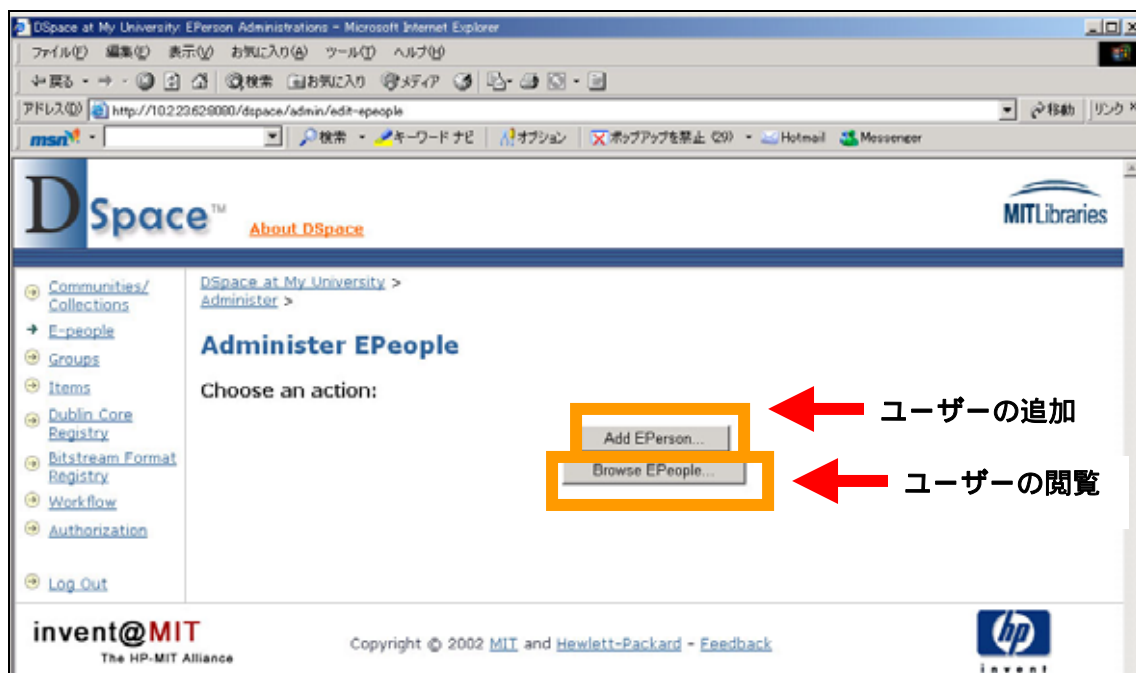 DSpace at My University: EPerson Administrations - Microsoft Internet Explorer
ファイル(F) 編集(E) 表示(V) お気に入り(A) ツール(T) ヘルプ(H)
戻る 検索 お気に入り メディア
アドレス(D) http://10.2.23.62:8080/dspace/admin/edit-epeople 移動 リンク
msn 検索 キーワード ナビ オプション ポップアップを禁止 (29) Hotmail Messenger
DSpace™ About DSpace
MITLibraries
Communities/
Collections
E-people
Groups
Items
Dublin Core
Registry
Bitstream Format
Registry
Workflow
Authorization
Log Out
DSpace at My University >
Administer >
Administer EPeople
Choose an action:
Add EPerson...
ユーザーの追加
Browse EPeople...
ユーザーの閲覧
invent@MIT
The HP-MIT Alliance
Copyright © 2002 MIT and Hewlett-Packard - Feedback
hp
invent